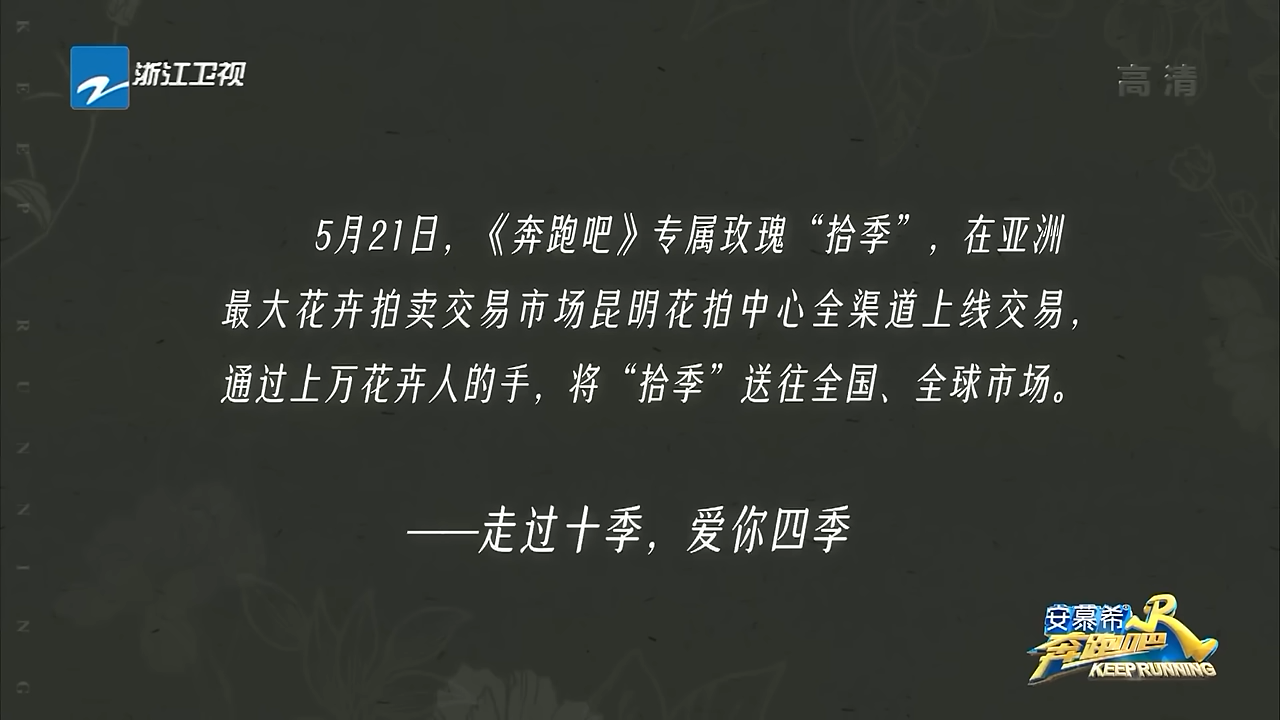 浙江卫视
高清
5月21日，《奔跑吧》专属玫瑰“拾季”，在亚洲
最大花卉拍卖交易市场昆明花拍中心全渠道上线交易，
通过上万花卉人的手，将“拾季”送往全国、全球市场。
——走过十季，爱你四季
安慕希
奔跑吧
KEEP RUNNING
KEEP RUNNING